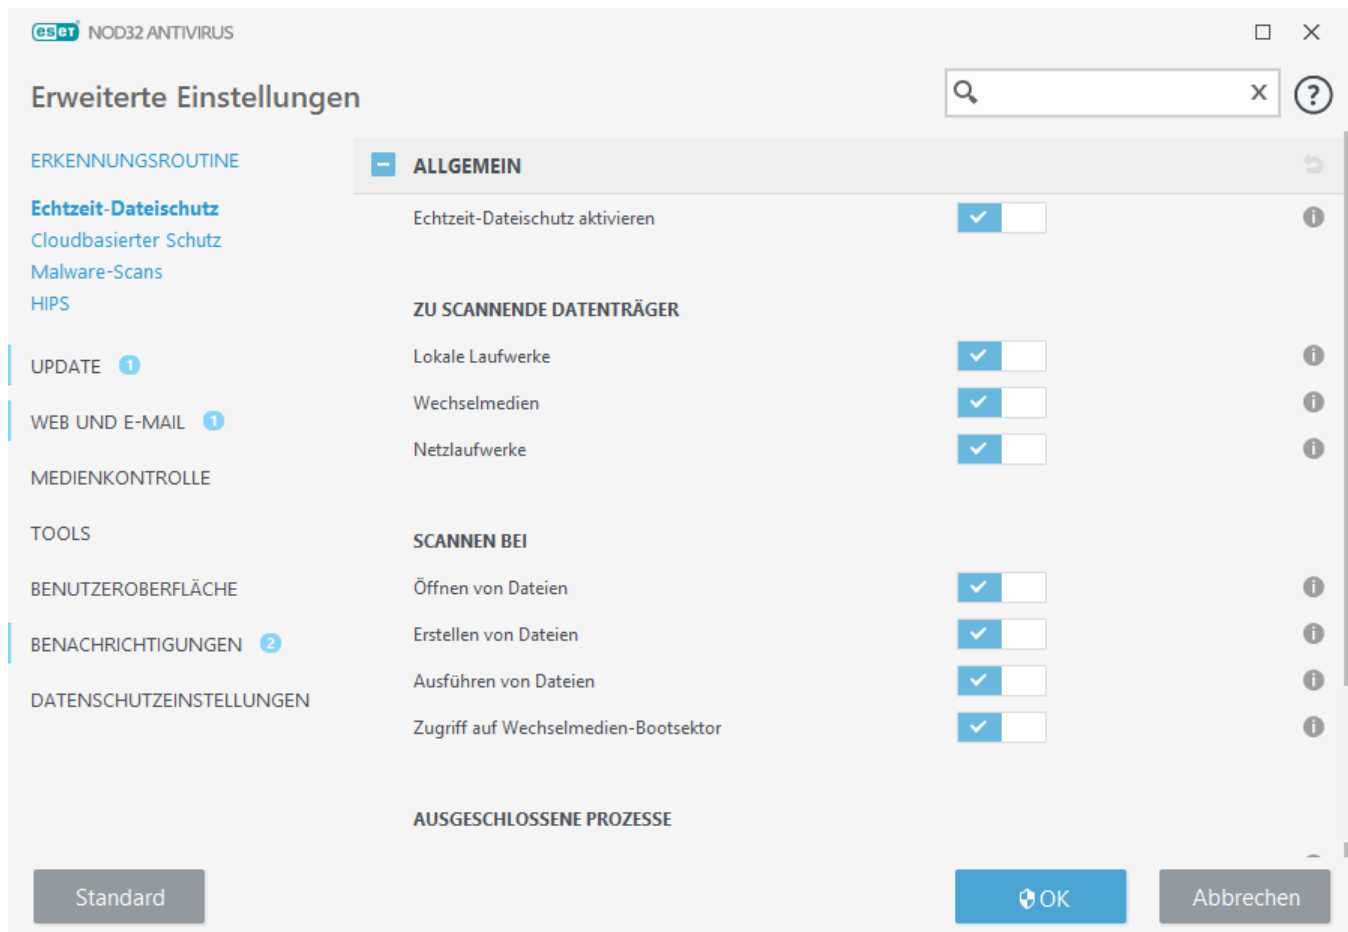 eset NOD32 ANTIVIRUS
Erweiterte Einstellungen
x
?
ERKENNUNGSROUTINE
Echtzeit-Dateischutz
Cloudbasierter Schutz
Malware-Scans
HIPS
UPDATE 1
WEB UND E-MAIL 1
MEDIENKONTROLLE
TOOLS
BENUTZEROBERFLÄCHE
BENACHRICHTIGUNGEN 2
DATENSCHUTZEINSTELLUNGEN
ALLGEMEIN
Echtzeit-Dateischutz aktivieren
ZU SCANNENDE DATENTRÄGER
Lokale Laufwerke
Wechselmedien
Netzlaufwerke
SCANNEN BEI
Öffnen von Dateien
Erstellen von Dateien
Ausführen von Dateien
Zugriff auf Wechselmedien-Bootsektor
AUSGESCHLOSSENE PROZESSE
Standard
OK
Abbrechen